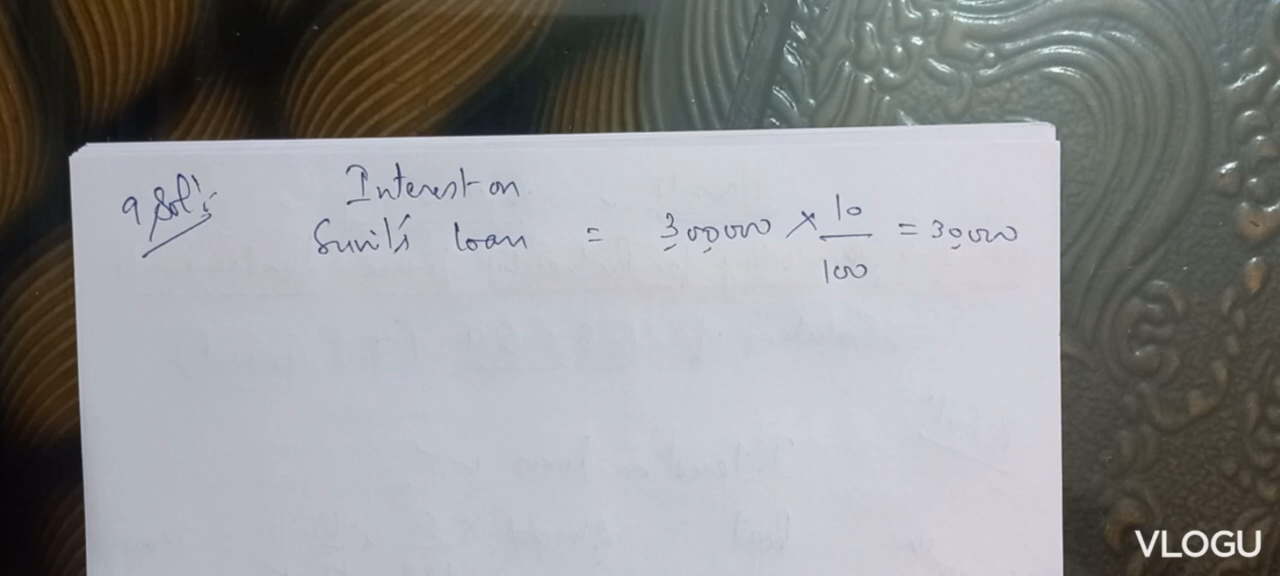 9 Sol:
Interest on
Sunil's loan = 3,00,000 × 10/100 = 30,000
VLOGU